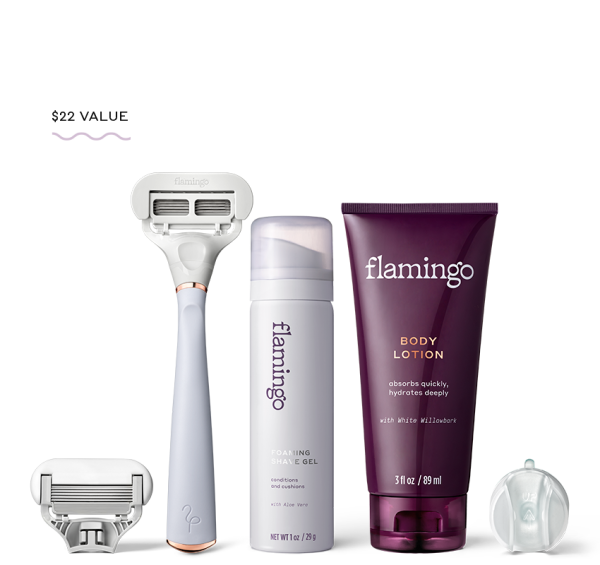 $22 VALUE
flamingo
flamingo
FOAMING
SHAVE GEL
conditions
and cushions
with Aloe Vera
NET WT 1 oz / 29 g
flamingo
BODY
LOTION
absorbs quickly,
hydrates deeply
with White Willowbark
3 fl oz / 89 ml